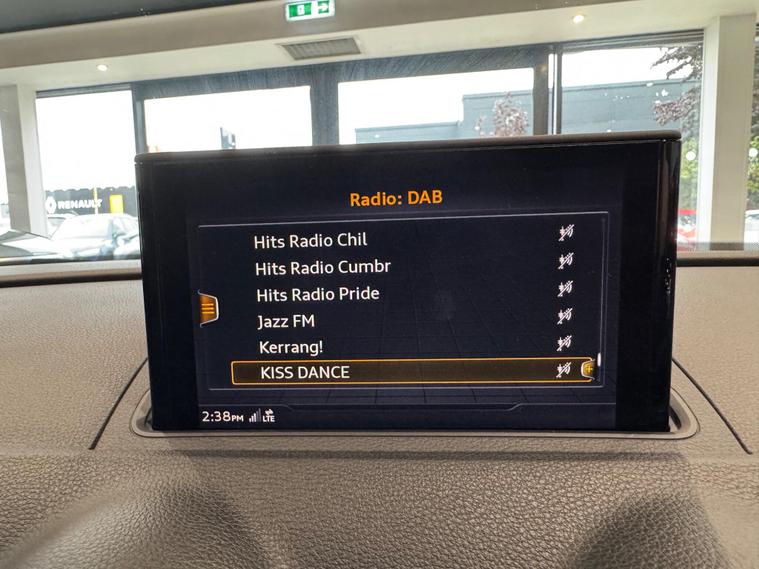 RENAULT
Radio: DAB
Hits Radio Chil
Hits Radio Cumbr
Hits Radio Pride
Jazz FM
Kerrang!
KISS DANCE
2:38PM LTE